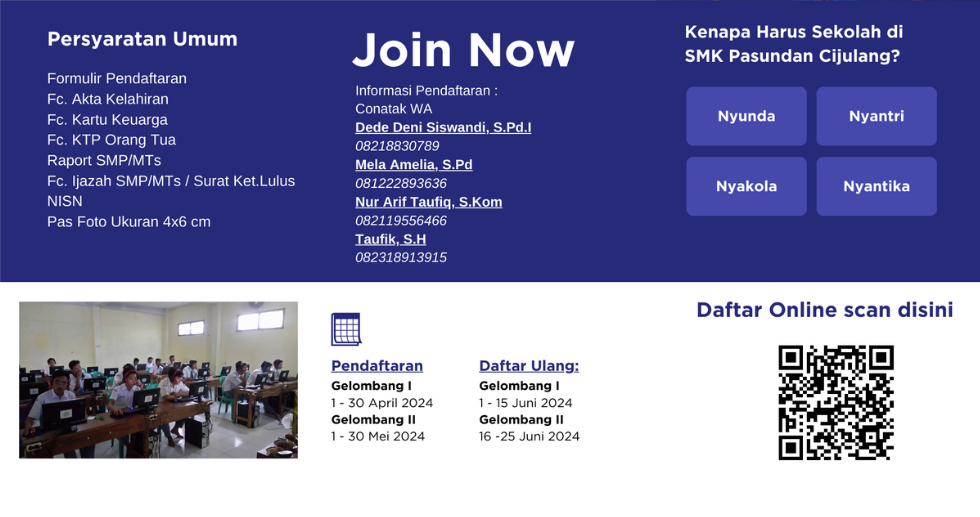 Persyaratan Umum
Formulir Pendaftaran
Fc. Akta Kelahiran
Fc. Kartu Keuarga
Fc. KTP Orang Tua
Raport SMP/MTs
Fc. Ijazah SMP/MTs / Surat Ket.Lulus
NISN
Pas Foto Ukuran 4x6 cm
Join Now
Informasi Pendaftaran :
Conatak WA
Dede Deni Siswandi, S.Pd.I
08218830789
Mela Amelia, S.Pd
081222893636
Nur Arif Taufiq, S.Kom
082119556466
Taufik, S.H
082318913915
Kenapa Harus Sekolah di
SMK Pasundan Cijulang?
Nyunda
Nyantri
Nyakola
Nyantika
Pendaftaran
Gelombang I
1 - 30 April 2024
Gelombang II
1 - 30 Mei 2024
Daftar Ulang:
Gelombang I
1 - 15 Juni 2024
Gelombang II
16 -25 Juni 2024
Daftar Online scan disini